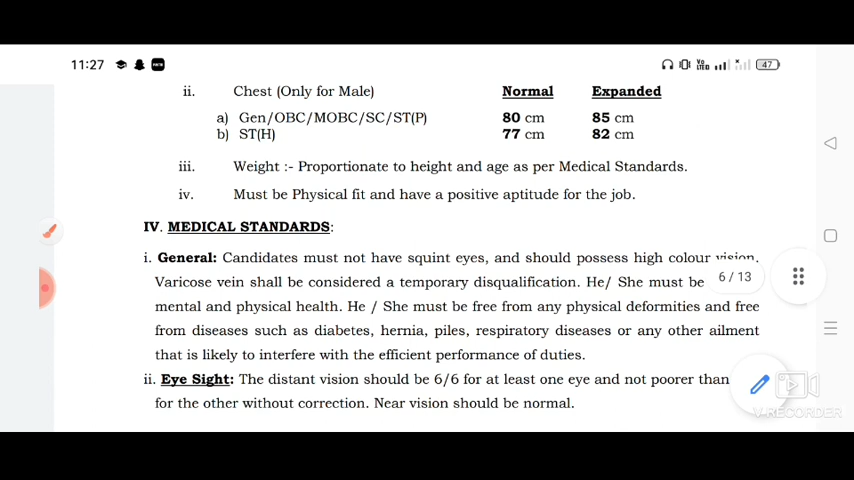 11:27
47
ii. Chest (Only for Male) Normal Expanded
a) Gen/OBC/MOBC/SC/ST(P) 80 cm 85 cm
b) ST(H) 77 cm 82 cm
iii. Weight :- Proportionate to height and age as per Medical Standards.
iv. Must be Physical fit and have a positive aptitude for the job.
IV. MEDICAL STANDARDS:
i. General: Candidates must not have squint eyes, and should possess high colour vision.
Varicose vein shall be considered a temporary disqualification. He/ She must be
6 / 13
mental and physical health. He / She must be free from any physical deformities and free
from diseases such as diabetes, hernia, piles, respiratory diseases or any other ailment
that is likely to interfere with the efficient performance of duties.
ii. Eye Sight: The distant vision should be 6/6 for at least one eye and not poorer than
for the other without correction. Near vision should be normal.
V-RECORDER